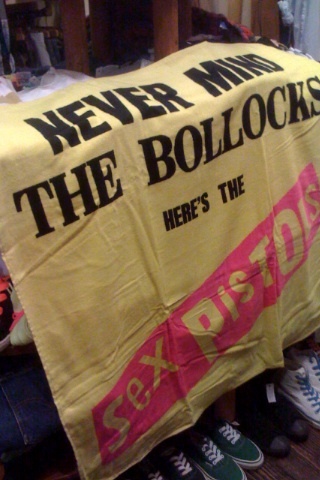 NEVER MIND
THE BOLLOCKS
HERE'S THE
Sex PisTOLs